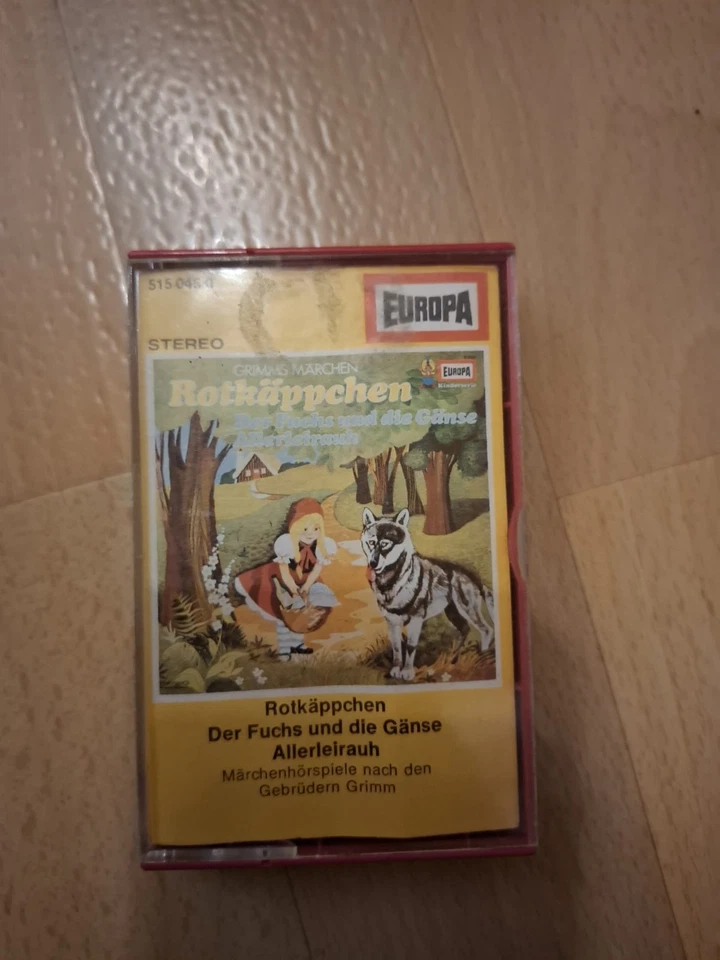 515 045.0
EUROPA
STEREO
GRIMMS MÄRCHEN
EUROPA
Rotkäppchen
Der Fuchs und die Gänse
Allerleirauh
Rotkäppchen
Der Fuchs und die Gänse
Allerleirauh
Märchenhörspiele nach den
Gebrüdern Grimm